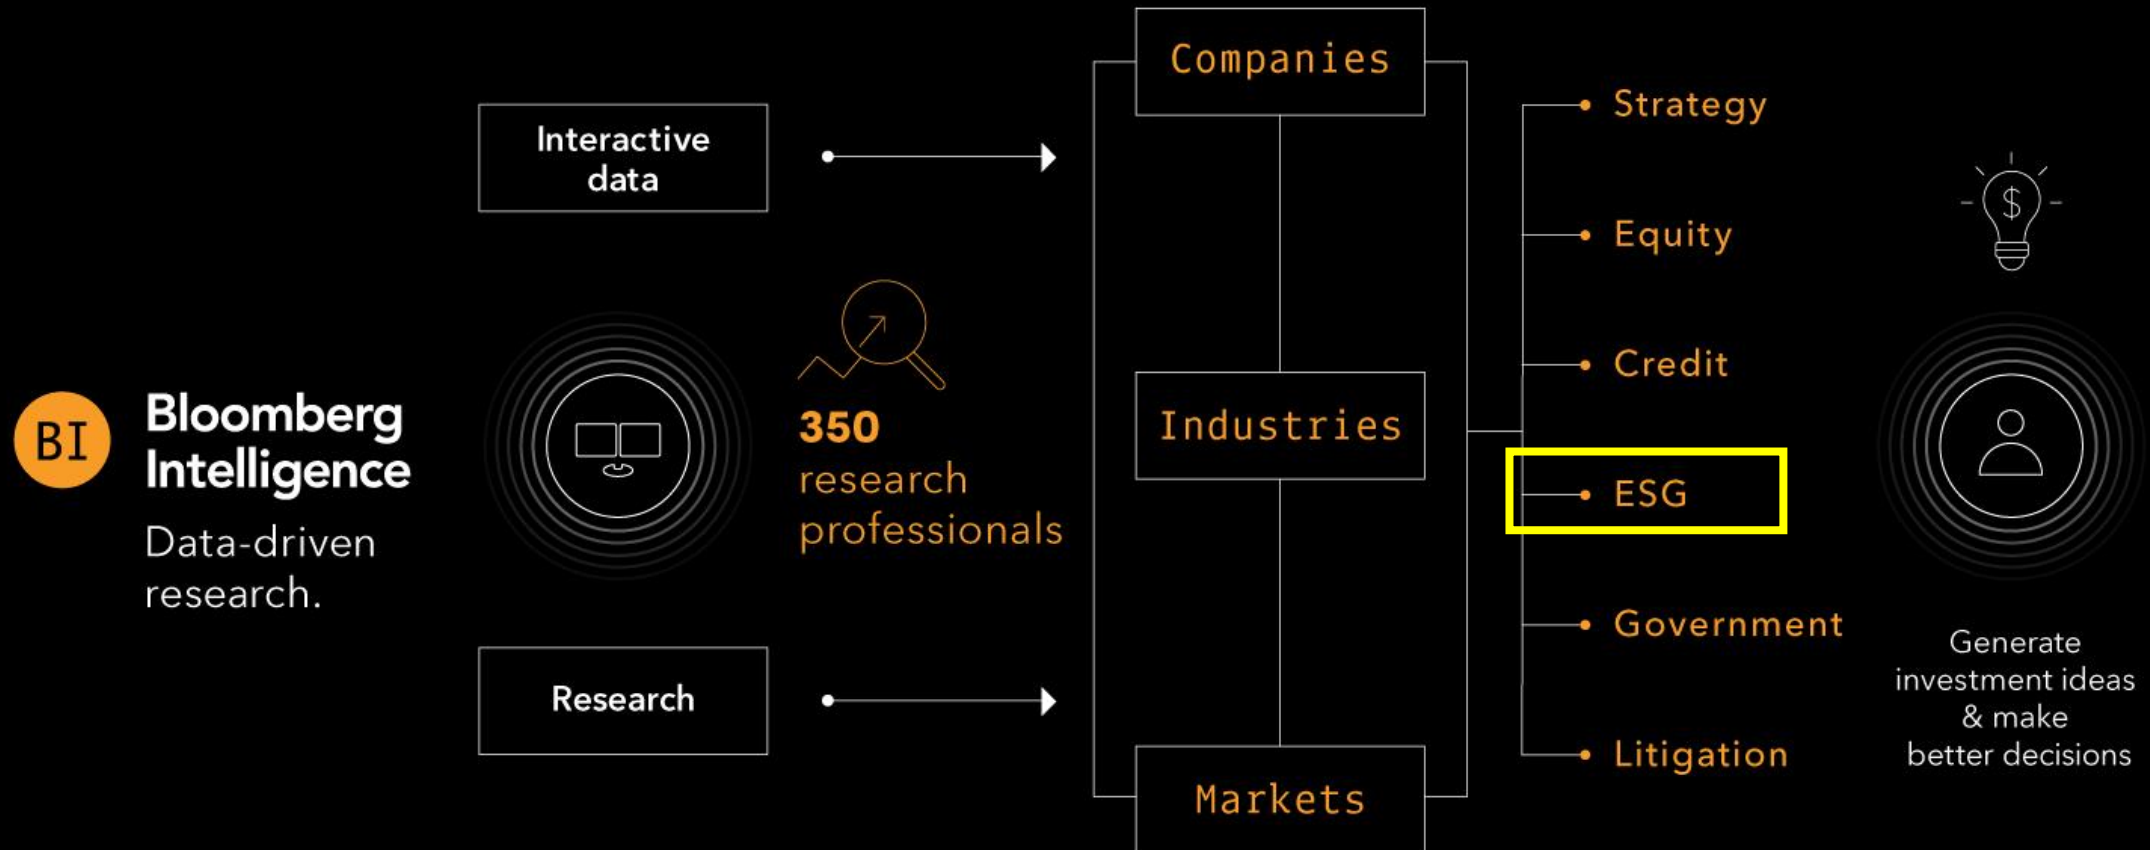 BI
Bloomberg
Intelligence
Data-driven
research.
Interactive
data
350
research
professionals
Research
Companies
Industries
Markets
Strategy
Equity
Credit
ESG
Government
Litigation
$
Generate
investment ideas
& make
better decisions